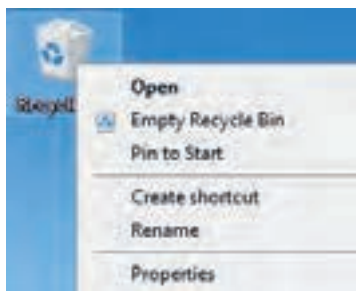 Open
Empty Recycle Bin
Pin to Start
Create shortcut
Rename
Properties